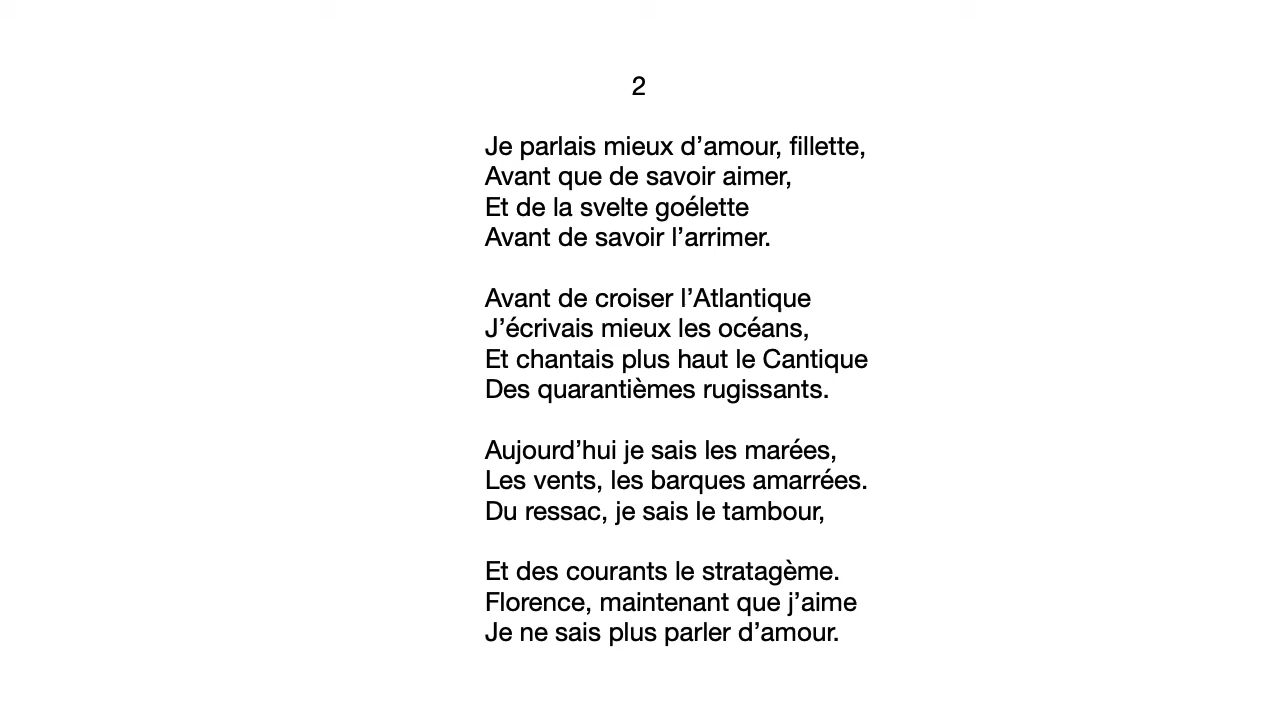 2
Je parlais mieux d’amour, fillette,
Avant que de savoir aimer,
Et de la svelte goélette
Avant de savoir l’arrimer.
Avant de croiser l’Atlantique
J’écrivais mieux les océans,
Et chantais plus haut le Cantique
Des quarantièmes rugissants.
Aujourd’hui je sais les marées,
Les vents, les barques amarrées.
Du ressac, je sais le tambour,
Et des courants le stratagème.
Florence, maintenant que j’aime
Je ne sais plus parler d’amour.